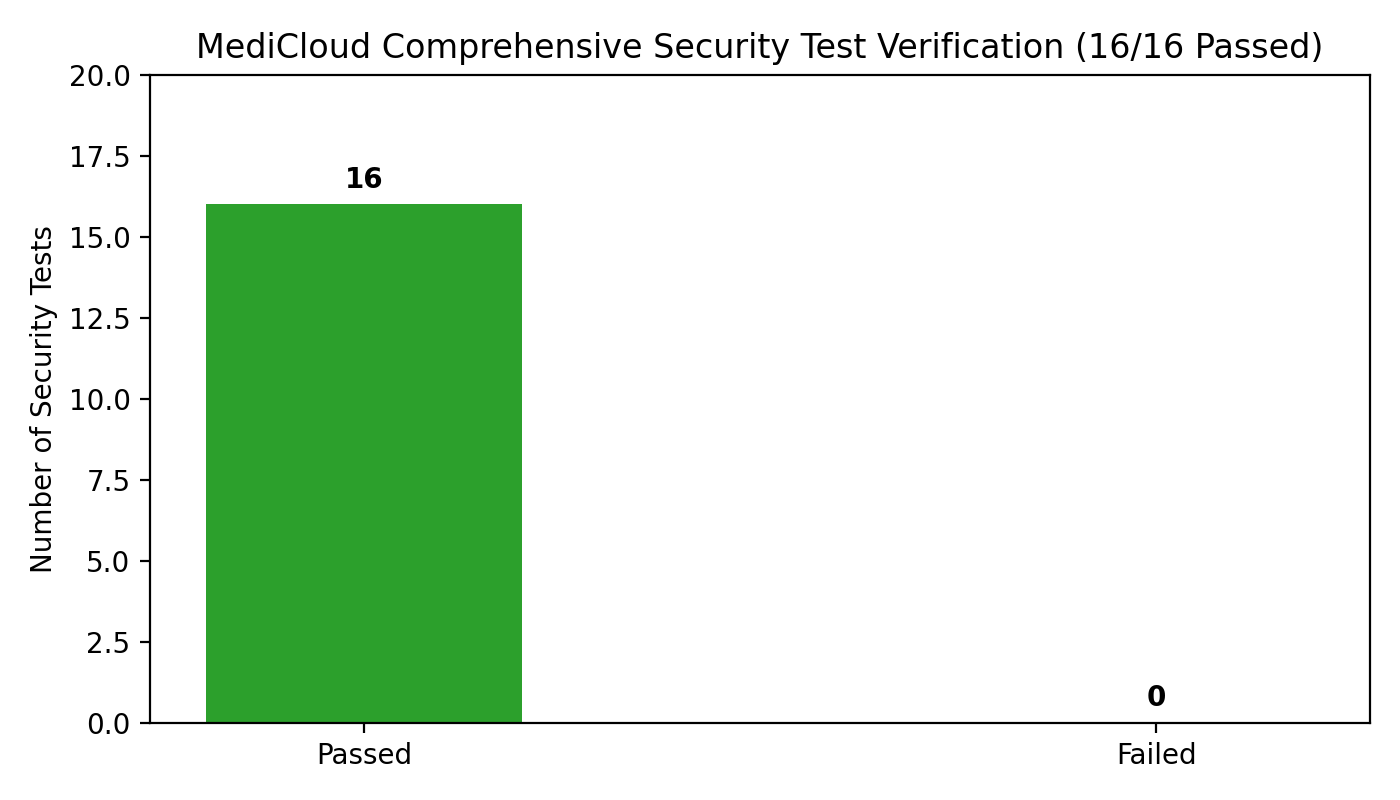 MediCloud Comprehensive Security Test Verification (16/16 Passed)
20.0
17.5
15.0
12.5
10.0
7.5
5.0
2.5
0.0
Number of Security Tests
16
0
Passed
Failed